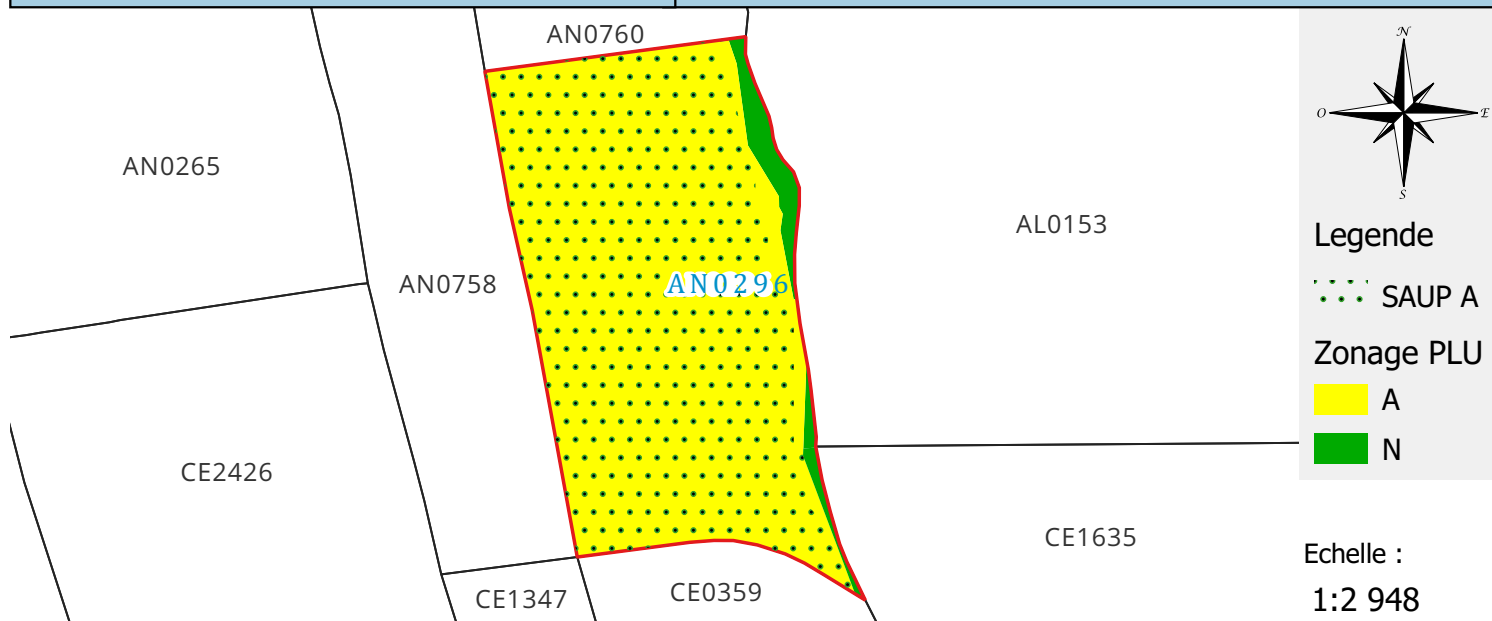 AN0760
N
O
E
S
AN0265
AL0153
Legende
AN0758
AN0296
SAUP A
Zonage PLU
A
N
CE2426
CE1635
Echelle :
CE1347
CE0359
1:2 948